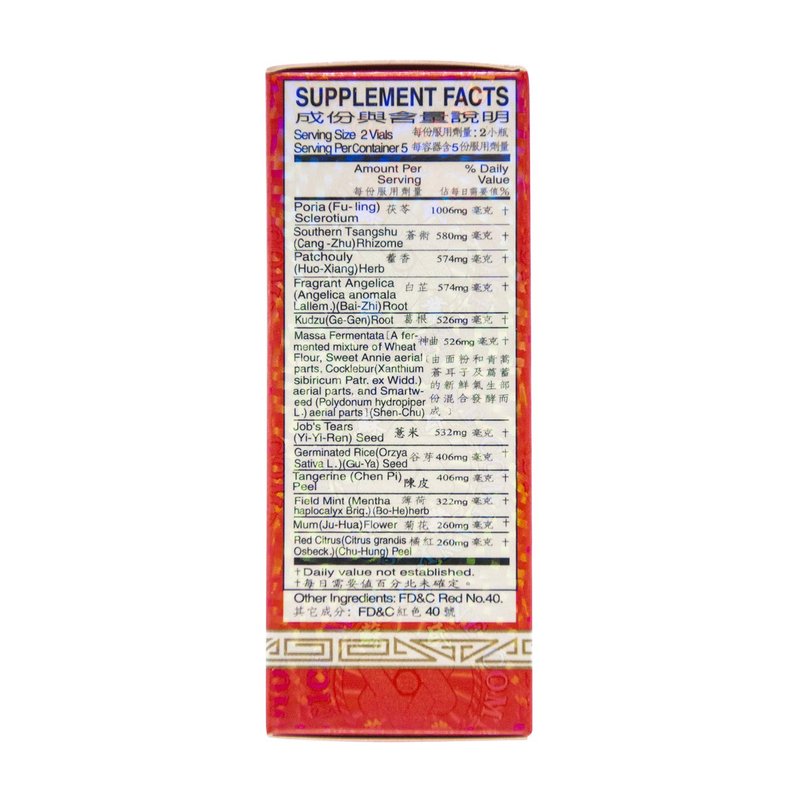 SUPPLEMENT FACTS
成份與含量說明
Serving Size 2 Vials 每份服用劑量:2小瓶
Serving Per Container 5 每容器含5份服用劑量
Amount Per % Daily
Serving Value
每份服用劑量 佔每日需要值%
Poria (Fu-ling) 茯苓 1006mg 毫克 †
Sclerotium
Southern Tsangshu 蒼術 580mg 毫克 †
(Cang -Zhu)Rhizome
Patchouly 藿香 574mg 毫克 †
(Huo-Xiang)Herb
Fragrant Angelica 白芷 574mg 毫克 †
(Angelica anomala
Lallem.)(Bai-Zhi)Root
Kudzu(Ge-Gen)Root 葛根 526mg 毫克 †
Massa Fermentata[A fer- 神曲 526mg 毫克 †
mented mixture of Wheat
Flour, Sweet Annie aerial [由面粉和青蒿
parts, Cocklebur(Xanthium 蒼耳子及蓼蓄
sibiricum Patr. ex Widd.) 的新鮮氣生部
aerial parts, and Smartw- 份混合發酵而
eed (Polydonum hydropiper 成]
L.) aerial parts](Shen-Chu)
Job's Tears 薏米 532mg 毫克 †
(Yi-Yi-Ren) Seed
Germinated Rice(Orzya 谷芽 406mg 毫克 †
Sativa L.)(Gu-Ya) Seed
Tangerine (Chen Pi) 陳皮 406mg 毫克 †
Peel
Field Mint (Mentha 薄荷 322mg 毫克 †
haplocalyx Briq.)(Bo-He)herb
Mum(Ju-Hua)Flower 菊花 260mg 毫克 †
Red Citrus(Citrus grandis 橘紅 260mg 毫克 †
Osbeck.)(Chu-Hung) Peel
†Daily value not established.
†每日需要值百分北未確定。
Other Ingredients: FD&C Red No.40.
其它成分: FD&C 紅色 40 號